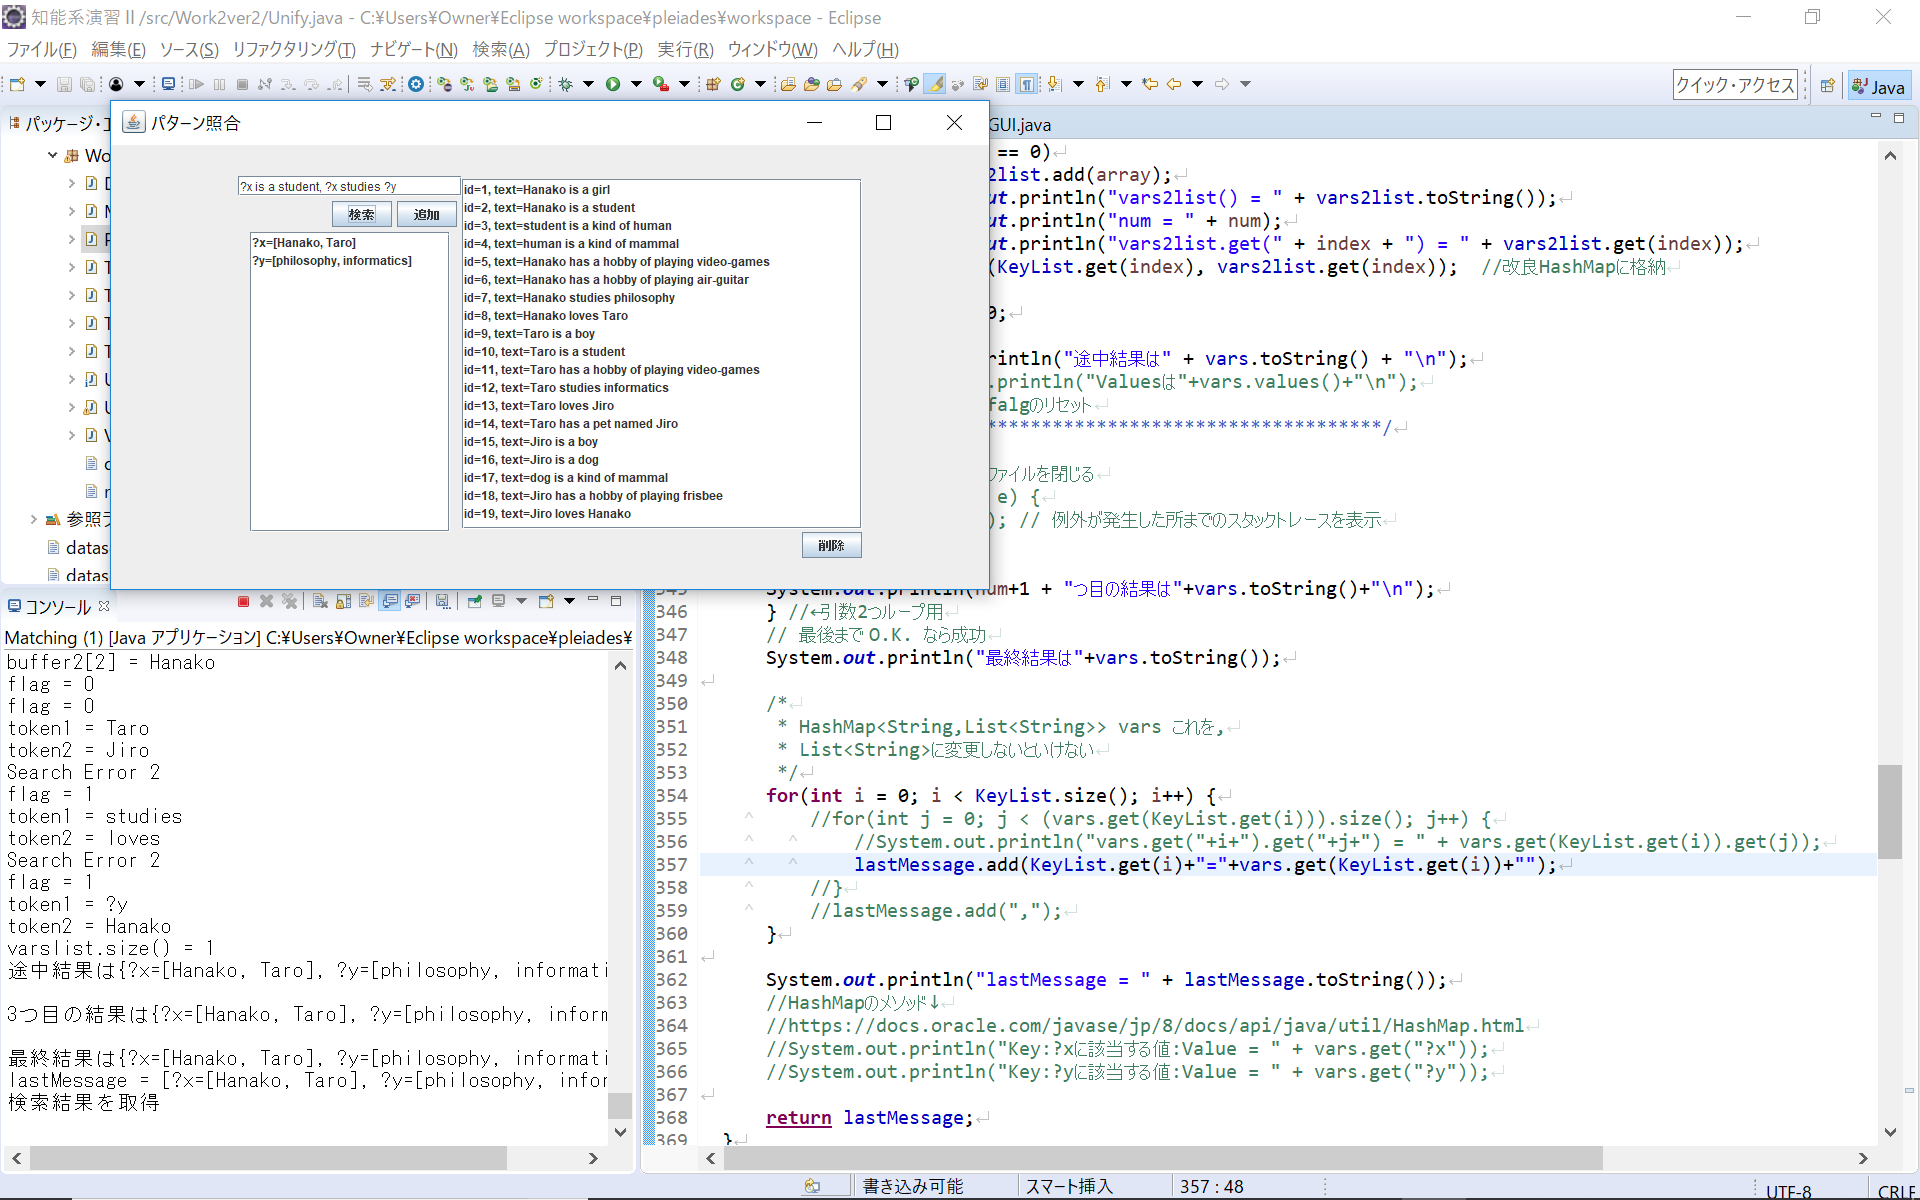 知能系演習Ⅱ/src/Work2ver2/Unify.java - C:¥Users¥Owner¥Eclipse workspace¥pleiades¥workspace - Eclipse
ファイル(F) 編集(E) ソース(S) リファクタリング(T) ナビゲート(N) 検索(A) プロジェクト(P) 実行(R) ウィンドウ(W) ヘルプ(H)
クイック・アクセス
Java
パッケージ・
Wo
参照ラ
datas
datas
パターン照合
?x is a student, ?x studies ?y
検索 追加
?x=[Hanako, Taro]
?y=[philosophy, informatics]
id=1, text=Hanako is a girl
id=2, text=Hanako is a student
id=3, text=student is a kind of human
id=4, text=human is a kind of mammal
id=5, text=Hanako has a hobby of playing video-games
id=6, text=Hanako has a hobby of playing air-guitar
id=7, text=Hanako studies philosophy
id=8, text=Hanako loves Taro
id=9, text=Taro is a boy
id=10, text=Taro is a student
id=11, text=Taro has a hobby of playing video-games
id=12, text=Taro studies informatics
id=13, text=Taro loves Jiro
id=14, text=Taro has a pet named Jiro
id=15, text=Jiro is a boy
id=16, text=Jiro is a dog
id=17, text=dog is a kind of mammal
id=18, text=Jiro has a hobby of playing frisbee
id=19, text=Jiro loves Hanako
削除
GUI.java
== 0)
2list.add(array);
ut.println("vars2list() = " + vars2list.toString());
ut.println("num = " + num);
ut.println("vars2list.get(" + index + ") = " + vars2list.get(index));
(KeyList.get(index), vars2list.get(index)); //改良HashMapに格納
0;
rintln("途中結果は" + vars.toString() + "\n");
.println("Valuesは"+vars.values()+"\n");
falgのリセット
************************************/
ファイルを閉じる
e) {
); // 例外が発生した所までのスタックトレースを表示
345 System.out.println(num+1 + "つ目の結果は"+vars.toString()+"\n");
346 } //←引数2つループ用
347 // 最後まで O.K. なら成功
348 System.out.println("最終結果は"+vars.toString());
349
350 /*
351 * HashMap<String,List<String>> vars これを,
352 * List<String>に変更しないといけない
353 */
354 for(int i = 0; i < KeyList.size(); i++) {
355 //for(int j = 0; j < (vars.get(KeyList.get(i))).size(); j++) {
356 //System.out.println("vars.get("+i+").get("+j+") = " + vars.get(KeyList.get(i)).get(j));
357 lastMessage.add(KeyList.get(i)+"="+vars.get(KeyList.get(i))+"");
358 //}
359 //lastMessage.add(",");
360 }
361
362 System.out.println("lastMessage = " + lastMessage.toString());
363 //HashMapのメソッド↓
364 //https://docs.oracle.com/javase/jp/8/docs/api/java/util/HashMap.html
365 //System.out.println("Key:?xに該当する値:Value = " + vars.get("?x"));
366 //System.out.println("Key:?yに該当する値:Value = " + vars.get("?y"));
367
368 return lastMessage;
369 }
コンソール
Matching (1) [Java アプリケーション] C:¥Users¥Owner¥Eclipse workspace¥pleiades¥
buffer2[2] = Hanako
flag = 0
flag = 0
token1 = Taro
token2 = Jiro
Search Error 2
flag = 1
token1 = studies
token2 = loves
Search Error 2
flag = 1
token1 = ?y
token2 = Hanako
varslist.size() = 1
途中結果は{?x=[Hanako, Taro], ?y=[philosophy, informati
3つ目の結果は{?x=[Hanako, Taro], ?y=[philosophy, inform
最終結果は{?x=[Hanako, Taro], ?y=[philosophy, informati
lastMessage = [?x=[Hanako, Taro], ?y=[philosophy, infor
検索結果を取得
書き込み可能 スマート挿入 357 : 48 UTF-8 CRLF